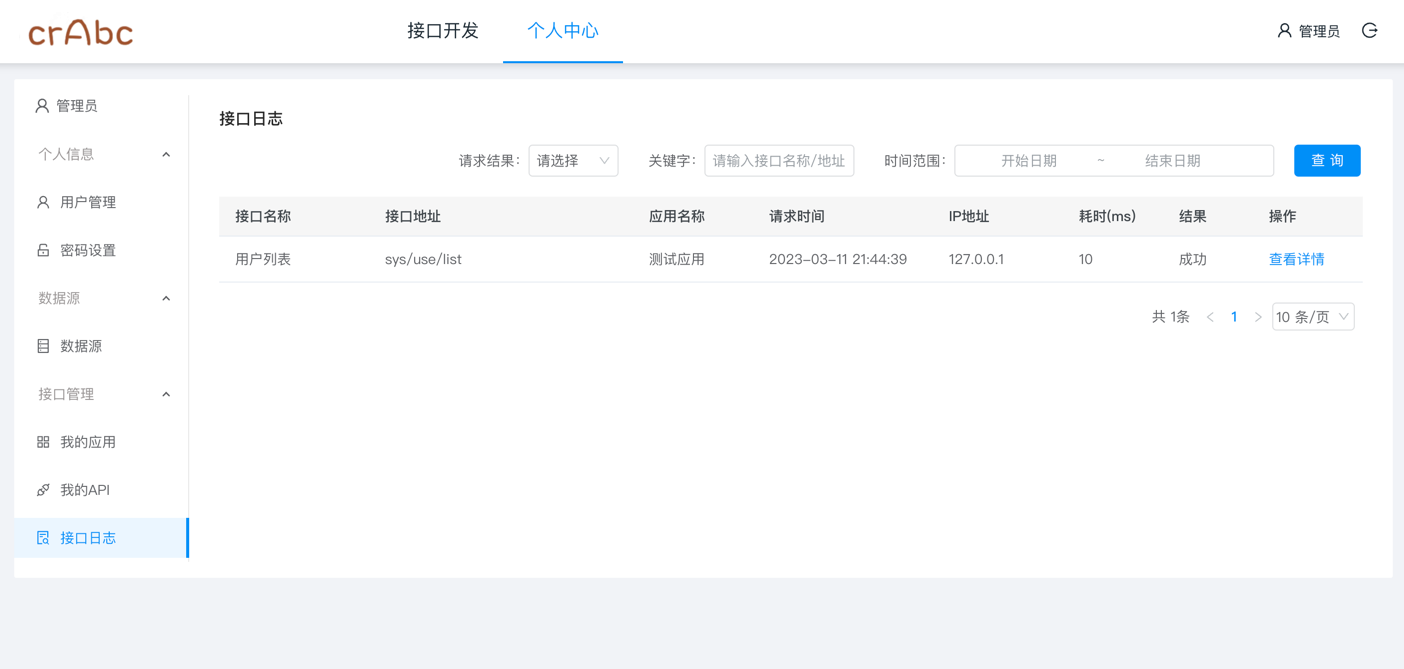 crAbc
接口开发 个人中心 管理员
管理员
个人信息
用户管理
密码设置
数据源
数据源
接口管理
我的应用
我的API
接口日志
接口日志
请求结果: 请选择 关键字: 请输入接口名称/地址 时间范围: 开始日期 ~ 结束日期 查 询
接口名称 接口地址 应用名称 请求时间 IP地址 耗时(ms) 结果 操作
用户列表 sys/use/list 测试应用 2023-03-11 21:44:39 127.0.0.1 10 成功 查看详情
共 1条 < 1 > 10 条/页